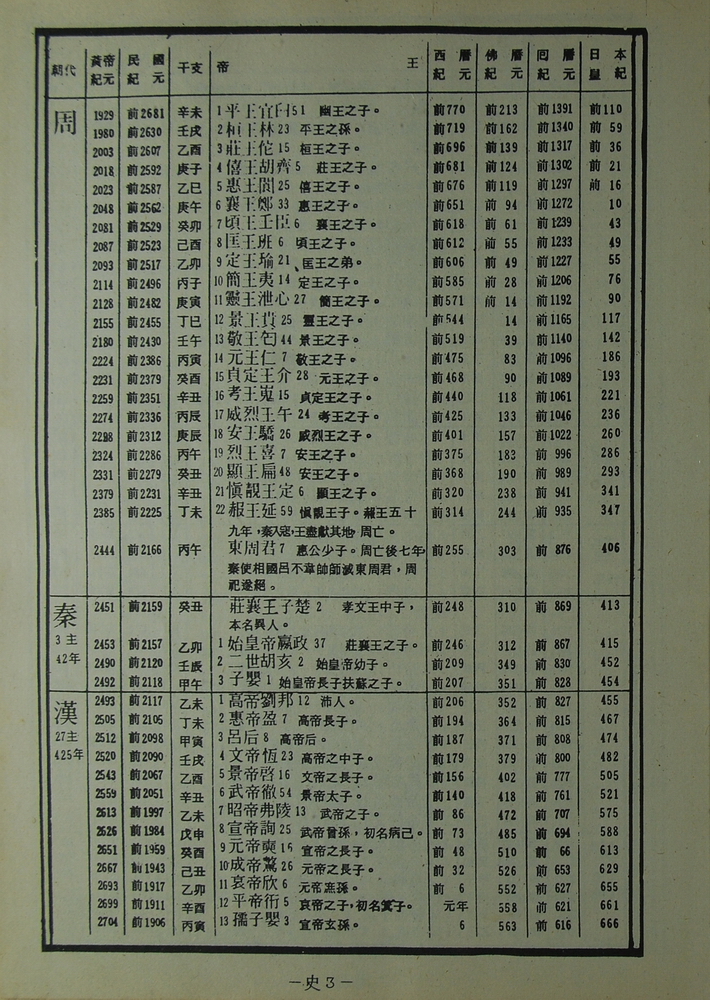 朝代 黃帝紀元 民國紀元 干支 帝王 西曆紀元 佛曆紀元 回曆紀元 日本皇紀
周 1929 前2681 辛未 1平王宜臼51 幽王之子。 前770 前213 前1391 前110
1980 前2630 壬戌 2桓王林23 平王之孫。 前719 前162 前1340 前59
2003 前2607 乙酉 3莊王佗15 桓王之子。 前696 前139 前1317 前36
2018 前2592 庚子 4僖王胡齊5 莊王之子。 前681 前124 前1302 前21
2023 前2587 乙巳 5惠王閬25 僖王之子。 前676 前119 前1297 前16
2048 前2562 庚午 6襄王鄭33 惠王之子。 前651 前94 前1272 10
2081 前2529 癸卯 7頃王壬臣6 襄王之子。 前618 前61 前1239 43
2087 前2523 己酉 8匡王班6 頃王之子。 前612 前55 前1233 49
2093 前2517 乙卯 9定王瑜21、匡王之弟。 前606 前49 前1227 55
2114 前2496 丙子 10簡王夷14 定王之子。 前585 前28 前1206 76
2128 前2482 庚寅 11靈王泄心27 簡王之子。 前571 前14 前1192 90
2155 前2455 丁巳 12景王貴25 靈王之子。 前544 14 前1165 117
2180 前2430 壬午 13敬王匄44 景王之子。 前519 39 前1140 142
2224 前2386 丙寅 14元王仁7 敬王之子。 前475 83 前1096 186
2231 前2379 癸酉 15貞定王介28 元王之子。 前468 90 前1089 193
2259 前2351 辛丑 16考王嵬15 貞定王之子。 前440 118 前1061 221
2274 前2336 丙辰 17威烈王午24 考王之子。 前425 133 前1046 236
2298 前2312 庚辰 18安王驕26 威烈王之子。 前401 157 前1022 260
2324 前2286 丙午 19烈王喜7 安王之子。 前375 183 前996 286
2331 前2279 癸丑 20顯王扁48 安王之子。 前368 190 前989 293
2379 前2231 辛丑 21慎靚王定6 顯王之子。 前320 238 前941 341
2385 前2225 丁未 22赧王延59 愼靚王子。赧王五十 前314 244 前935 347
九年，秦入寇，王盡獻其地，周亡。
2444 前2166 丙午 東周君7 惠公少子。周亡後七年 前255 303 前876 406
秦使相國呂不韋帥師滅東周君，周
祀遂絕。
秦 2451 前2159 癸丑 莊襄王子楚2 孝文王中子， 前248 310 前869 413
3主 本名異人。
42年 2453 前2157 乙卯 1始皇帝嬴政37 莊襄王之子。 前246 312 前867 415
2490 前2120 壬辰 2二世胡亥2 始皇帝幼子。 前209 349 前830 452
2492 前2118 甲午 3子嬰1 始皇帝長子扶蘇之子。 前207 351 前828 454
漢 2493 前2117 乙未 1高帝劉邦12 沛人。 前206 352 前827 455
27主 2505 前2105 丁未 2惠帝盈7 高帝長子。 前194 364 前815 467
425年 2512 前2098 甲寅 3呂后8 高帝后。 前187 371 前808 474
2520 前2090 壬戌 4文帝恆23 高帝之中子。 前179 379 前800 482
2543 前2067 乙酉 5景帝啓16 文帝之長子。 前156 402 前777 505
2559 前2051 辛丑 6武帝徹54 景帝太子。 前140 418 前761 521
2613 前1997 乙未 7昭帝弗陵13 武帝之子。 前86 472 前707 575
2626 前1984 戊申 8宣帝詢25 武帝曾孫，初名病己。 前73 485 前694 588
2651 前1959 癸酉 9元帝奭16 宣帝之長子。 前48 510 前66 613
2667 前1943 己丑 10成帝驁26 元帝之長子。 前32 526 前653 629
2693 前1917 乙卯 11哀帝欣6 元帝庶孫。 前6 552 前627 655
2699 前1911 辛酉 12平帝衎5 哀帝之子，初名箕子。 元年 558 前621 661
2704 前1906 丙寅 13孺子嬰3 宣帝玄孫。 6 563 前616 666
—史3—